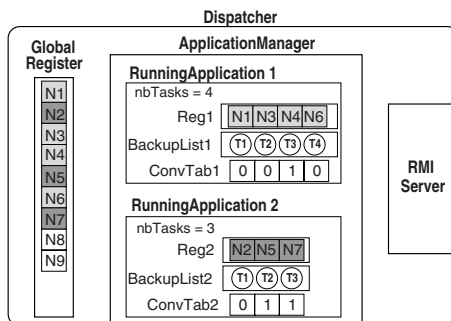 Dispatcher
Global
Register
N1
N2
N3
N4
N5
N6
N7
N8
N9
ApplicationManager
RunningApplication 1
nbTasks = 4
Reg1 N1 N3 N4 N6
BackupList1 T1 T2 T3 T4
ConvTab1 0 0 1 0
RunningApplication 2
nbTasks = 3
Reg2 N2 N5 N7
BackupList2 T1 T2 T3
ConvTab2 0 1 1
RMI
Server